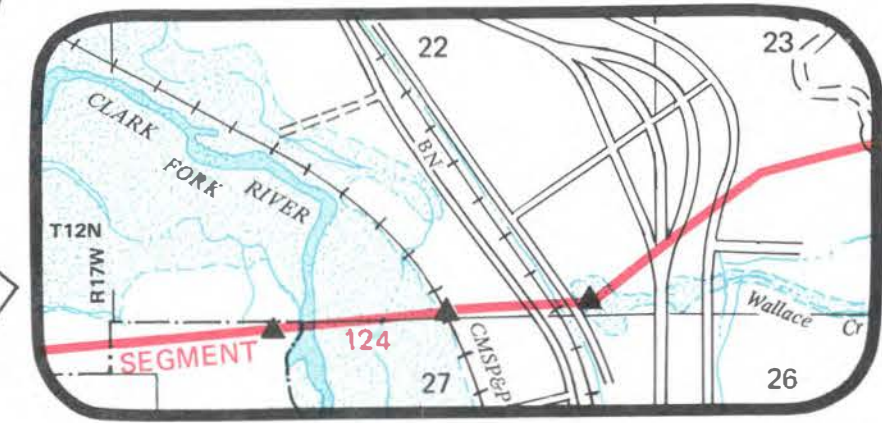 22
23
CLARK
FORK
RIVER
BN
T12N
R17W
SEGMENT 124
Wallace Cr
CMSP&P
27
26